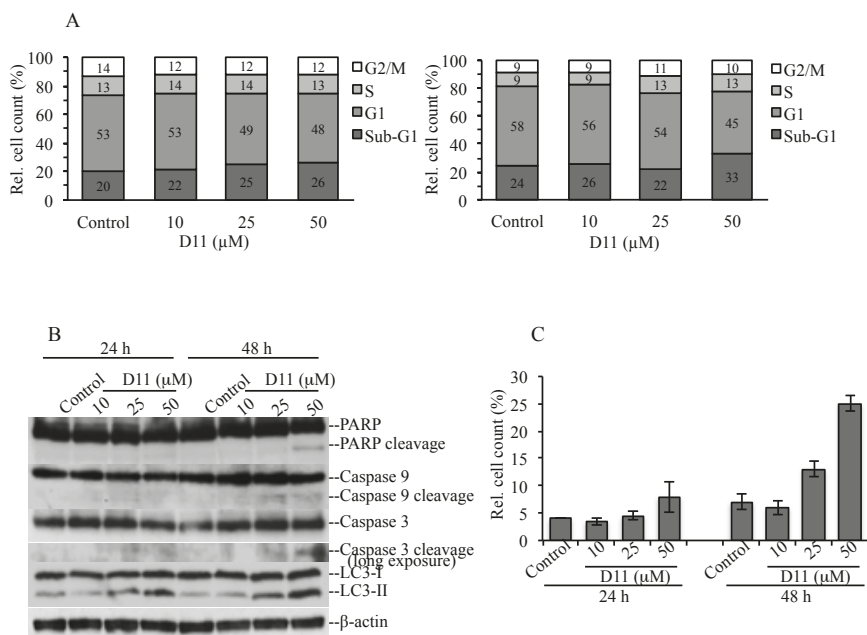 A
Rel. cell count (%)
100
80
60
40
20
0
14
12
12
12
13
14
14
13
53
53
49
48
20
22
25
26
G2/M
S
G1
Sub-G1
Control
10
25
50
D11 (µM)
Rel. cell count (%)
100
80
60
40
20
0
9
9
11
10
9
9
13
13
58
56
54
45
24
26
22
33
G2/M
S
G1
Sub-G1
Control
10
25
50
D11 (µM)
B
24 h
48 h
Control
D11 (µM)
10
25
50
Control
D11 (µM)
10
25
50
--PARP
--PARP cleavage
--Caspase 9
--Caspase 9 cleavage
--Caspase 3
--Caspase 3 cleavage
(long exposure)
--LC3-I
--LC3-II
--β-actin
C
Rel. cell count (%)
30
25
20
15
10
5
0
Control
10
25
50
D11 (µM)
24 h
Control
10
25
50
D11 (µM)
48 h